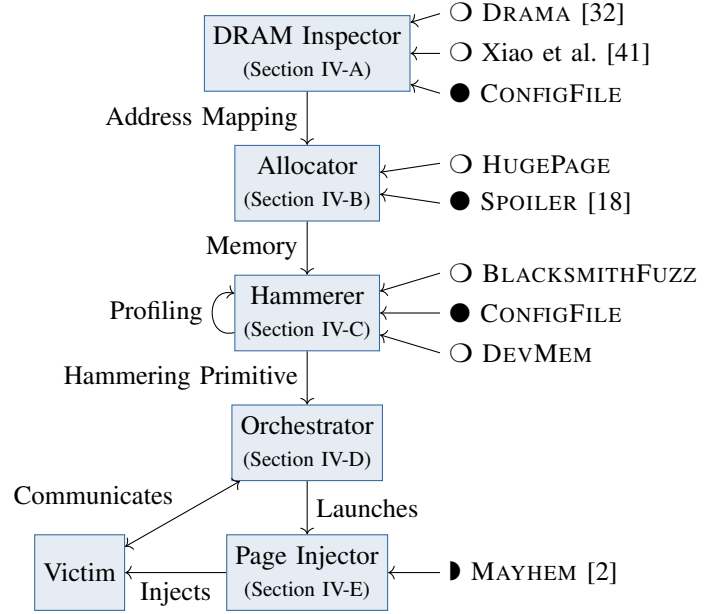 DRAM Inspector
(Section IV-A)
DRAMA [32]
Xiao et al. [41]
CONFIGFILE
Address Mapping
Allocator
(Section IV-B)
HUGEPAGE
SPOILER [18]
Memory
Hammerer
(Section IV-C)
Profiling
BLACKSMITHFUZZ
CONFIGFILE
DEVMEM
Hammering Primitive
Orchestrator
(Section IV-D)
Communicates
Launches
Victim
Injects
Page Injector
(Section IV-E)
MAYHEM [2]